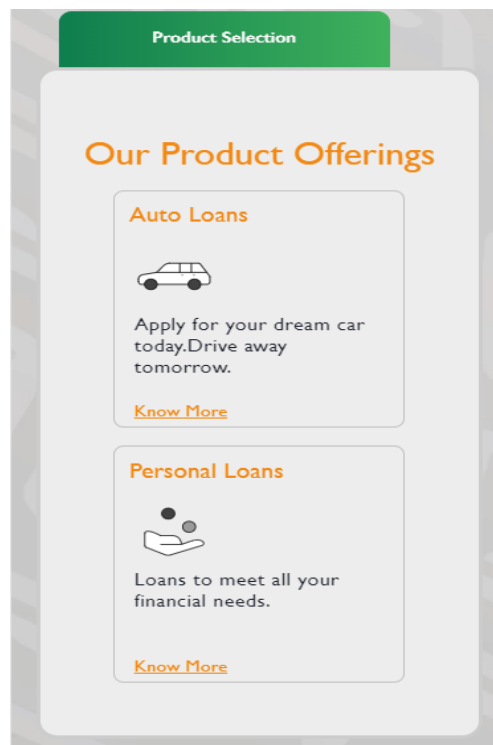 Product Selection
Our Product Offerings
Auto Loans
Apply for your dream car
today.Drive away
tomorrow.
Know More
Personal Loans
Loans to meet all your
financial needs.
Know More